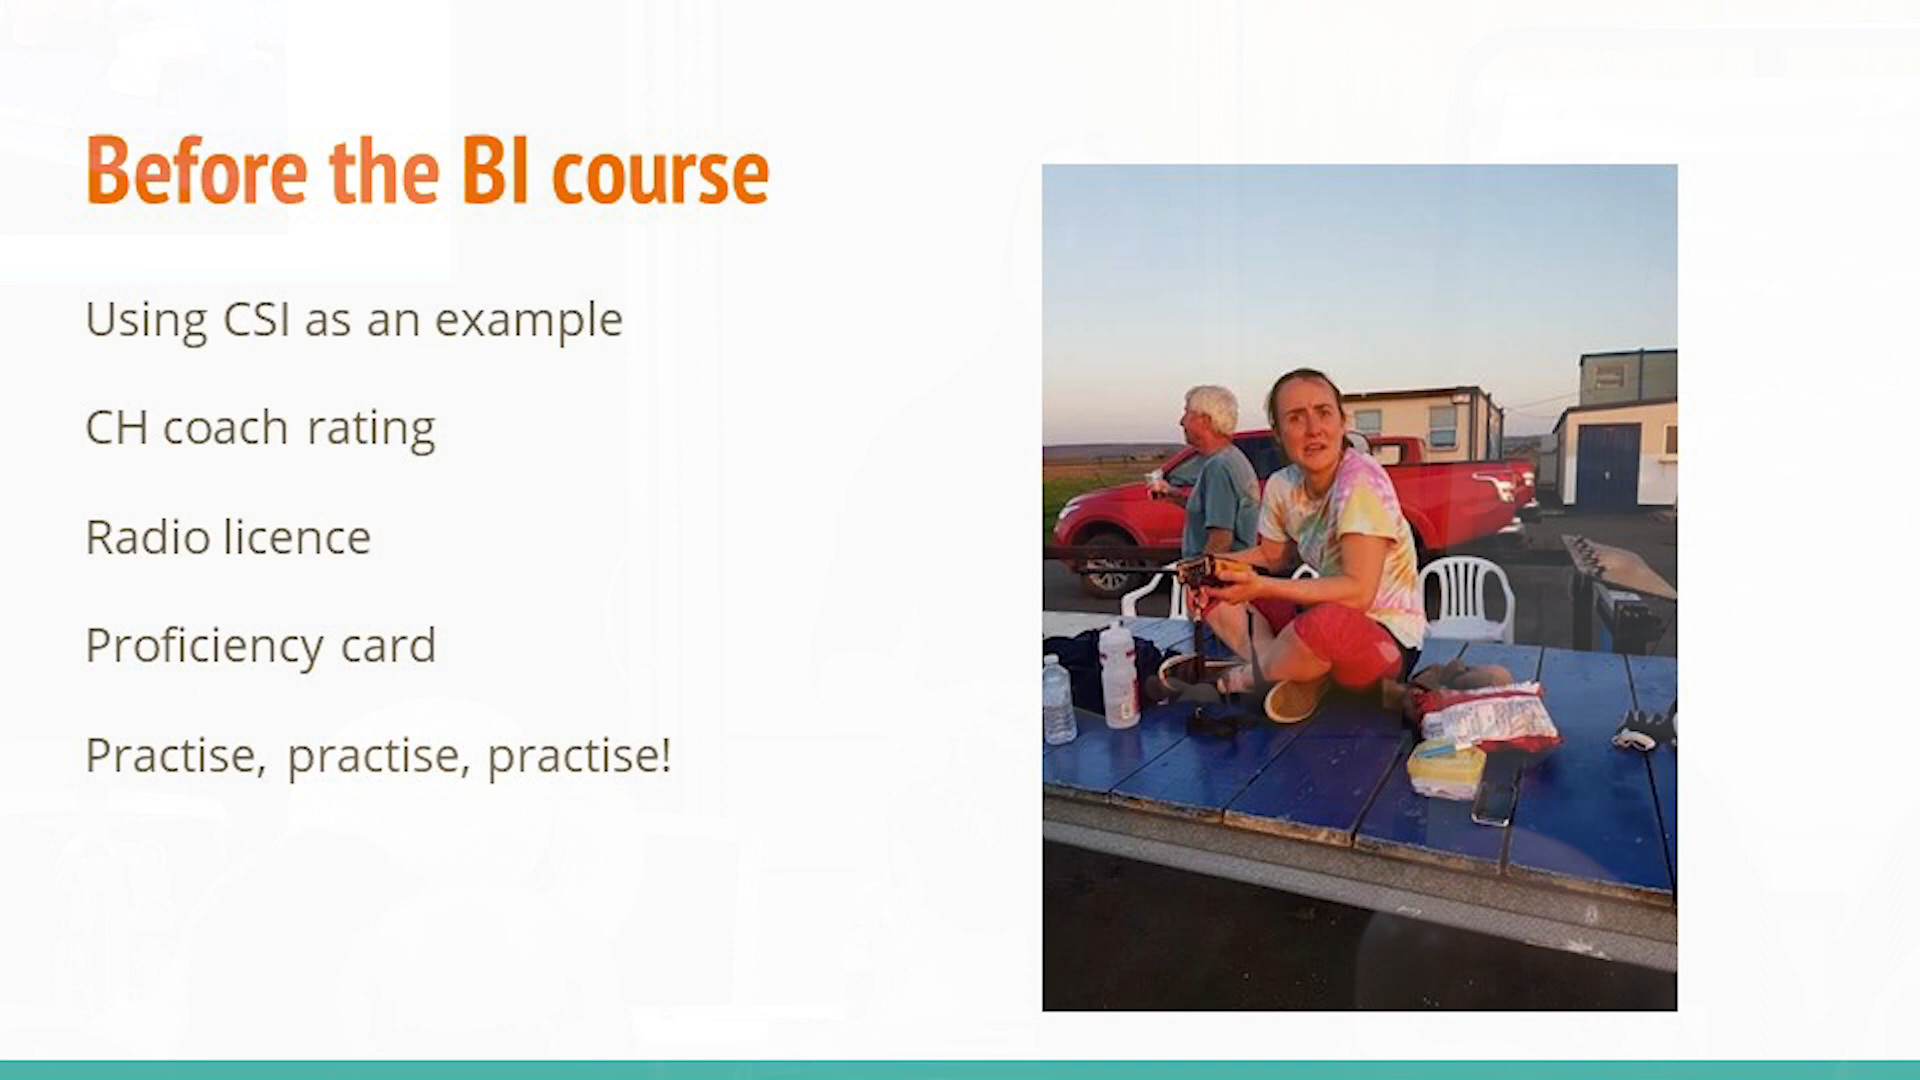 Before the BI course
Using CSI as an example
CH coach rating
Radio licence
Proficiency card
Practise, practise, practise!